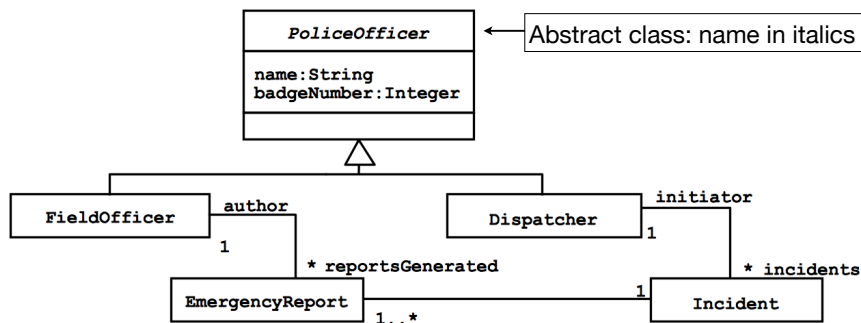 PoliceOfficer
Abstract class: name in italics
name:String
badgeNumber:Integer
FieldOfficer
author
1
* reportsGenerated
Dispatcher
initiator
1
* incidents
EmergencyReport
1..*
1
Incident